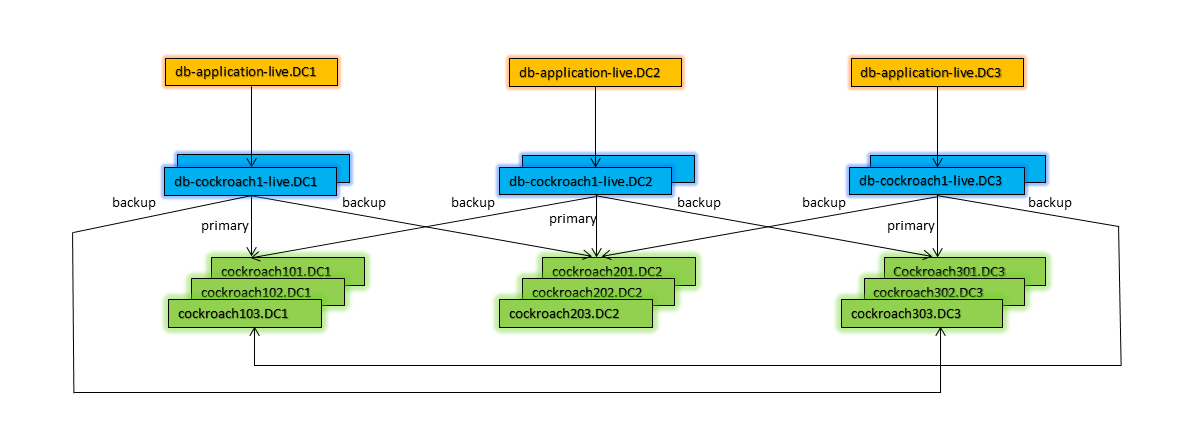 db-application-live.DC1
db-application-live.DC2
db-application-live.DC3
db-cockroach1-live.DC1
db-cockroach1-live.DC2
db-cockroach1-live.DC3
backup
primary
backup
backup
primary
backup
backup
primary
backup
cockroach101.DC1
cockroach102.DC1
cockroach103.DC1
cockroach201.DC2
cockroach202.DC2
cockroach203.DC2
Cockroach301.DC3
cockroach302.DC3
cockroach303.DC3